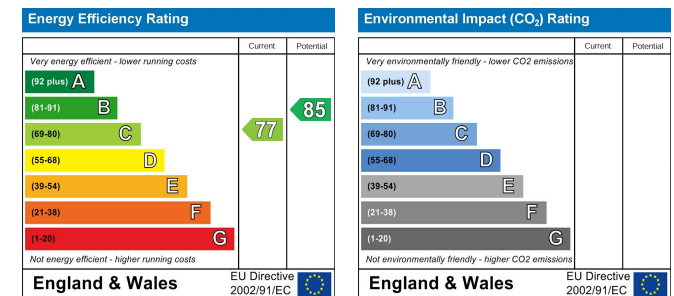 Energy Efficiency Rating
Current Potential
Very energy efficient - lower running costs
(92 plus) A
(81-91) B
(69-80) C
(55-68) D
(39-54) E
(21-38) F
(1-20) G
77
85
Not energy efficient - higher running costs
England & Wales
EU Directive
2002/91/EC
Environmental Impact (CO₂) Rating
Current Potential
Very environmentally friendly - lower CO2 emissions
(92 plus) A
(81-91) B
(69-80) C
(55-68) D
(39-54) E
(21-38) F
(1-20) G
Not environmentally friendly - higher CO2 emissions
England & Wales
EU Directive
2002/91/EC